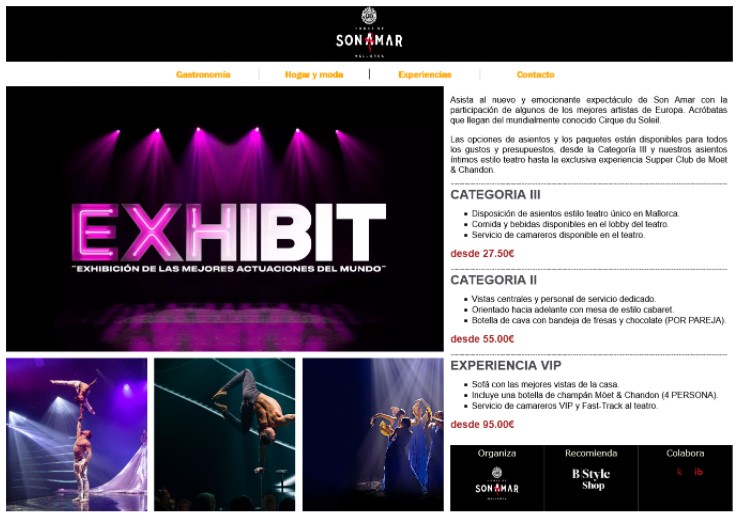 SON AMAR
MALLORCA
Gastronomía
Hogar y moda
Experiencias
Contacto
EXHIBIT
"EXHIBICIÓN DE LAS MEJORES ACTUACIONES DEL MUNDO"
Asista al nuevo y emocionante espectáculo de Son Amar con la
participación de algunos de los mejores artistas de Europa. Acróbatas
que llegan del mundialmente conocido Cirque du Soleil.
Las opciones de asientos y los paquetes están disponibles para todos
los gustos y presupuestos, desde la Categoría III y nuestros asientos
íntimos estilo teatro hasta la exclusiva experiencia Supper Club de Moët
& Chandon.
CATEGORIA III
Disposición de asientos estilo teatro único en Mallorca.
Comida y bebidas disponibles en el lobby del teatro.
Servicio de camareros disponible en el teatro.
desde 27.50€
CATEGORIA II
Vistas centrales y personal de servicio dedicado.
Orientado hacia adelante con mesa de estilo cabaret.
Botella de cava con bandeja de fresas y chocolate (POR PAREJA).
desde 55.00€
EXPERIENCIA VIP
Sofá con las mejores vistas de la casa.
Incluye una botella de champán Möet & Chandon (4 PERSONA).
Servicio de camareros VIP y Fast-Track al teatro.
desde 95.00€
Organiza
Recomienda
Colabora
SON AMAR
B Style
Shop